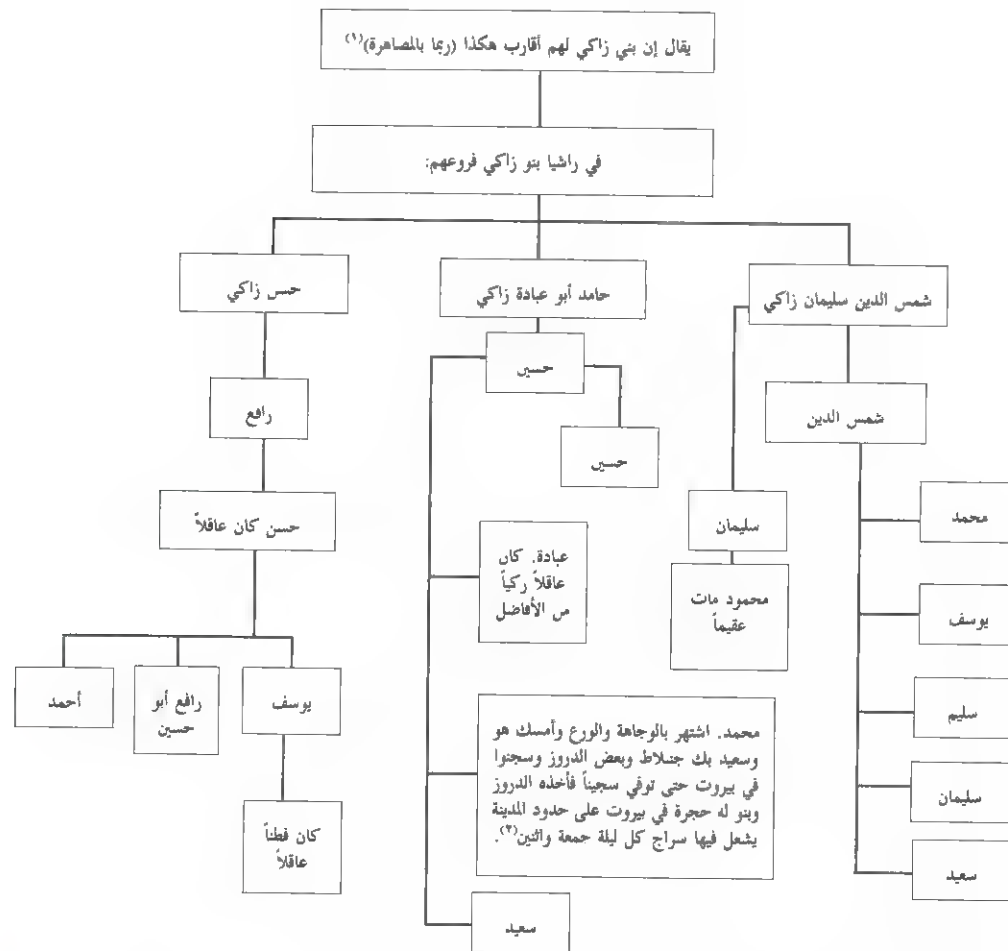 يقال إن بني زاكي لهم أقارب هكذا (ربما بالمصاهرة)(١)
في راشيا بنو زاكي فروعهم:
شمس الدين سليمان زاكي
حامد أبو عبادة زاكي
حسن زاكي
حسين
رافع
شمس الدين
حسين
حسن كان عاقلاً
سليمان
محمد
عبادة. كان
عاقلاً زكياً
من الأفاضل
محمود مات
عقيماً
يوسف
يوسف
رافع أبو
حسين
أحمد
سليم
محمد. اشتهر بالوجاهة والورع وأمسك هو
وسعيد بك جنبلاط وبعض الدروز وسجنوا
في بيروت حتى توفي سجيناً فأخذه الدروز
وبنو له حجرة في بيروت على حدود المدينة
يشعل فيها سراج كل ليلة جمعة واثنين(٢).
سليمان
كان فطناً
عاقلاً
سعيد
سعيد